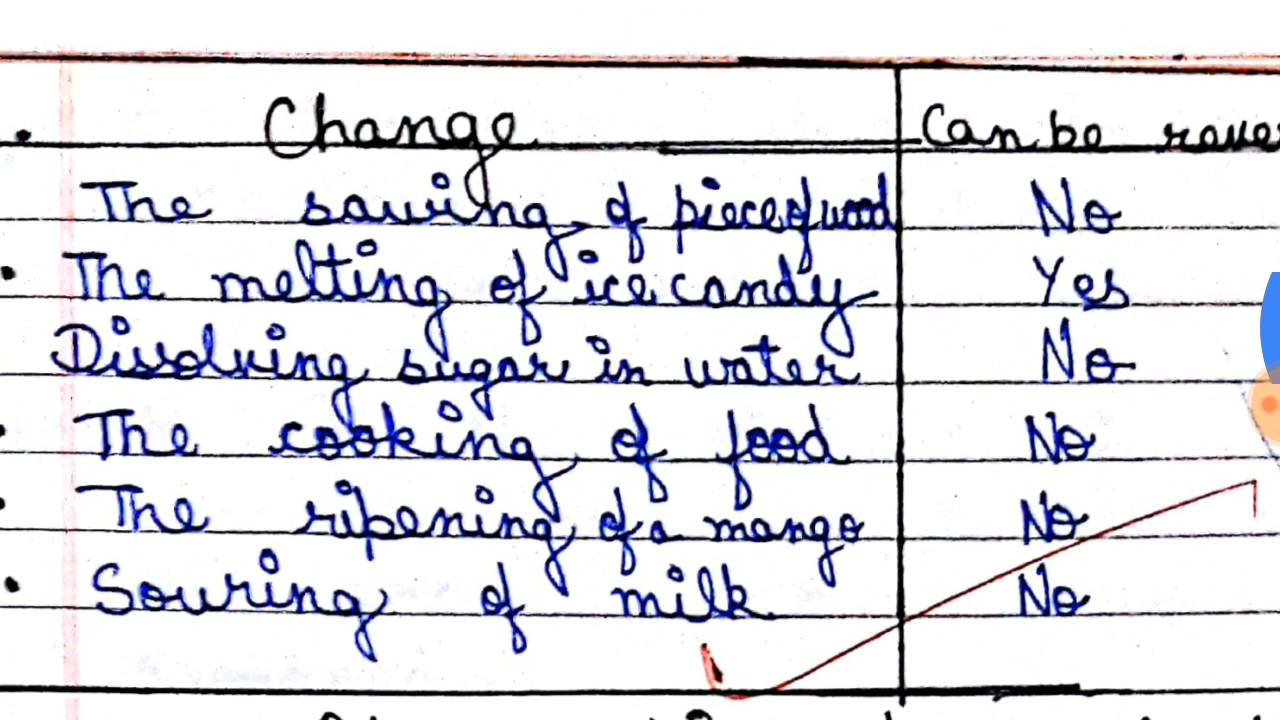 Change Can be reve
The sawing of piece of wood No
The melting of ice candy Yes
Dissolving sugar in water No
The cooking of food No
The ripening of a mango No
Souring of milk No